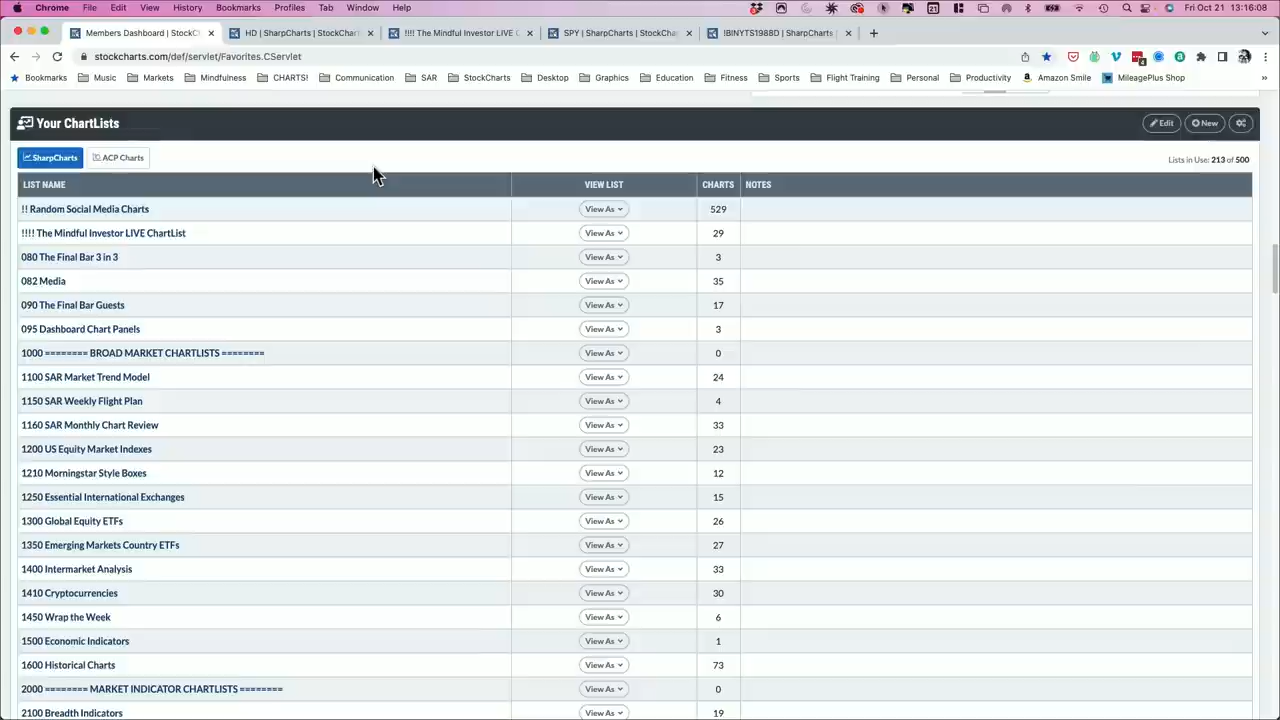 Chrome File Edit View History Bookmarks Profiles Tab Window Help Fri Oct 21 13:16:08
Members Dashboard | StockC HD | SharpCharts | StockChar !!!! The Mindful Investor LIVE C SPY | SharpCharts | StockChar !BINYTS198D | SharpCharts |
stockcharts.com/def/servlet/Favorites.CServlet
Bookmarks Music Markets Mindfulness CHARTS! Communication SAR StockCharts Desktop Graphics Education Fitness Sports Flight Training Personal Productivity Amazon Smile MileagePlus Shop »
Your ChartLists Edit New
SharpCharts ACP Charts Lists in Use: 213 of 500
LIST NAME VIEW LIST CHARTS NOTES
!! Random Social Media Charts View As 529
!!!! The Mindful Investor LIVE ChartList View As 29
080 The Final Bar 3 in 3 View As 3
082 Media View As 35
090 The Final Bar Guests View As 17
095 Dashboard Chart Panels View As 3
1000 ======== BROAD MARKET CHARTLISTS ======== View As 0
1100 SAR Market Trend Model View As 24
1150 SAR Weekly Flight Plan View As 4
1160 SAR Monthly Chart Review View As 33
1200 US Equity Market Indexes View As 23
1210 Morningstar Style Boxes View As 12
1250 Essential International Exchanges View As 15
1300 Global Equity ETFs View As 26
1350 Emerging Markets Country ETFs View As 27
1400 Intermarket Analysis View As 33
1410 Cryptocurrencies View As 30
1450 Wrap the Week View As 6
1500 Economic Indicators View As 1
1600 Historical Charts View As 73
2000 ======== MARKET INDICATOR CHARTLISTS ======== View As 0
2100 Breadth Indicators View As 19